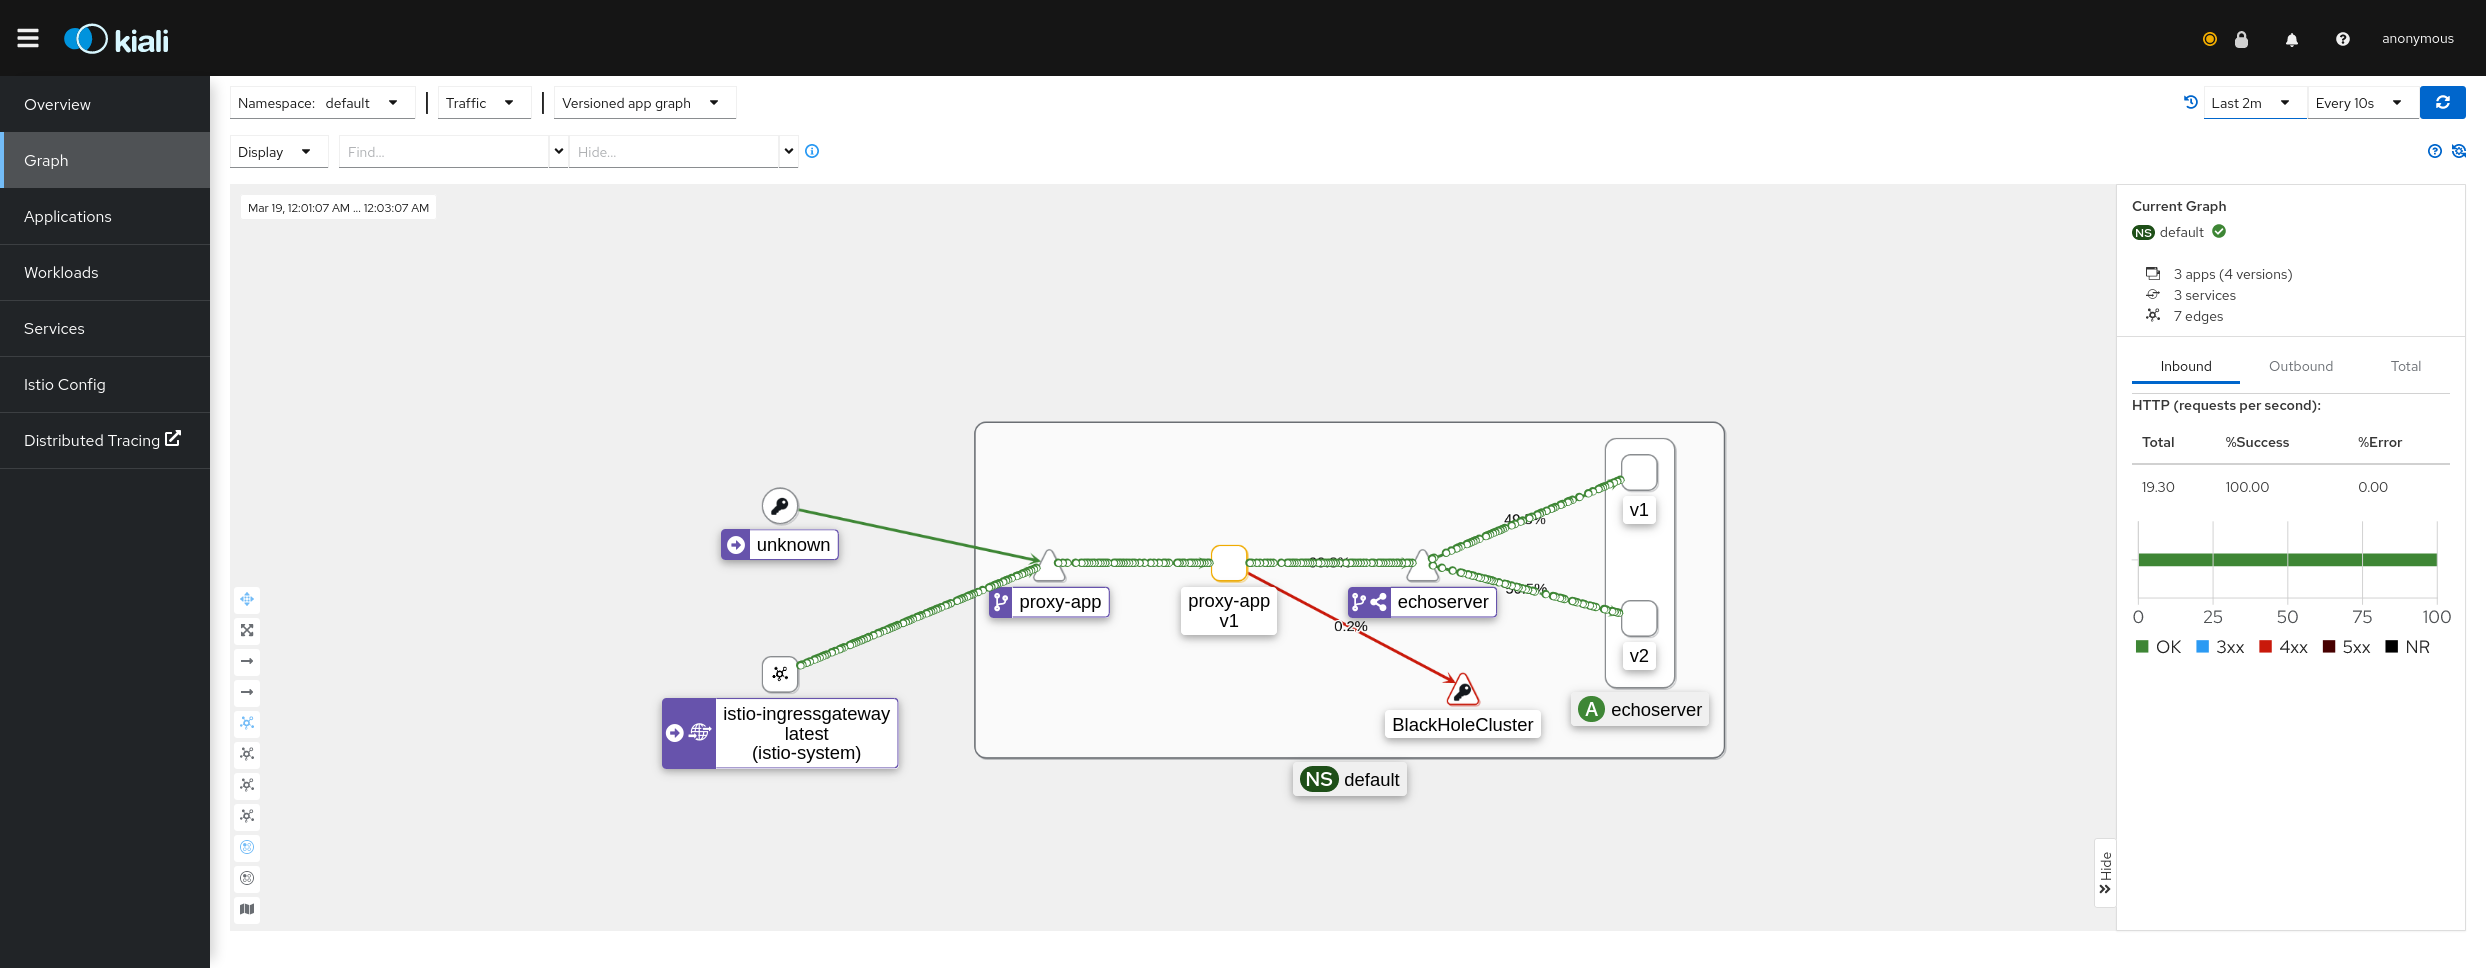 kiali
anonymous
Overview
Graph
Applications
Workloads
Services
Istio Config
Distributed Tracing
Namespace: default
Traffic
Versioned app graph
Last 2m
Every 10s
Display
Find...
Hide...
Mar 19, 12:01:07 AM ... 12:03:07 AM
unknown
istio-ingressgateway
latest
(istio-system)
proxy-app
proxy-app
v1
echoserver
0.2%
BlackHoleCluster
v1
v2
A echoserver
NS default
Hide
Current Graph
NS default
3 apps (4 versions)
3 services
7 edges
Inbound
Outbound
Total
HTTP (requests per second):
Total %Success %Error
19.30 100.00 0.00
0 25 50 75 100
OK 3xx 4xx 5xx NR